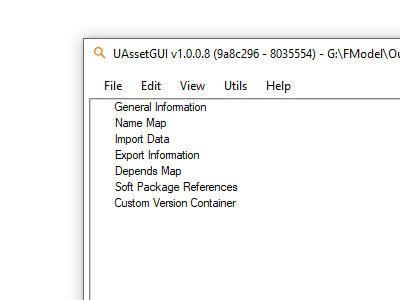 UAssetGUI v1.0.0.8 (9a8c296 - 8035554) - G:\FModel\Ou
File Edit View Utils Help
General Information
Name Map
Import Data
Export Information
Depends Map
Soft Package References
Custom Version Container